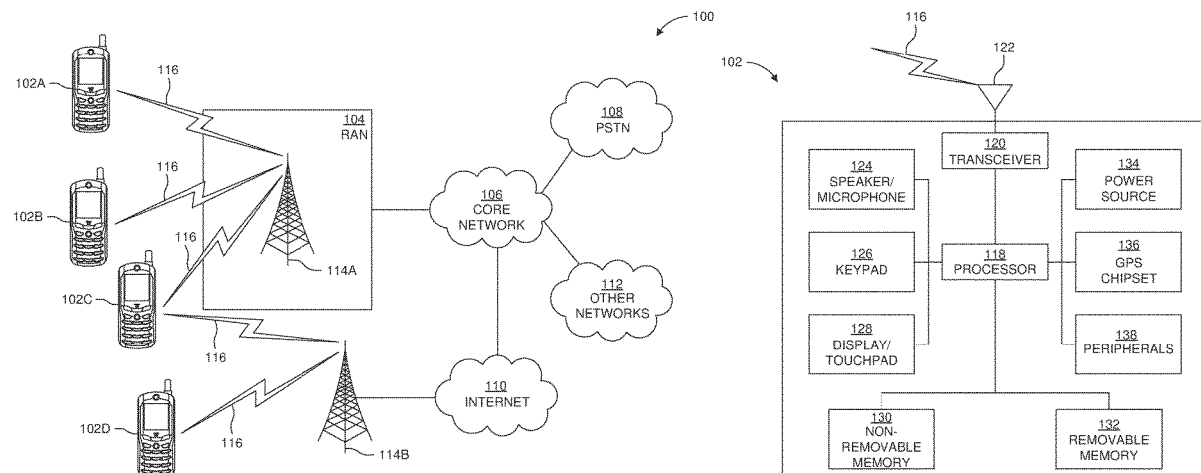 100
102A
116
104
RAN
108
PSTN
102B
116
106
CORE
NETWORK
116
114A
102C
112
OTHER
NETWORKS
116
110
INTERNET
102D
116
114B
116
122
102
120
TRANSCEIVER
124
SPEAKER/
MICROPHONE
134
POWER
SOURCE
126
KEYPAD
118
PROCESSOR
136
GPS
CHIPSET
128
DISPLAY/
TOUCHPAD
138
PERIPHERALS
130
NON-
REMOVABLE
MEMORY
132
REMOVABLE
MEMORY